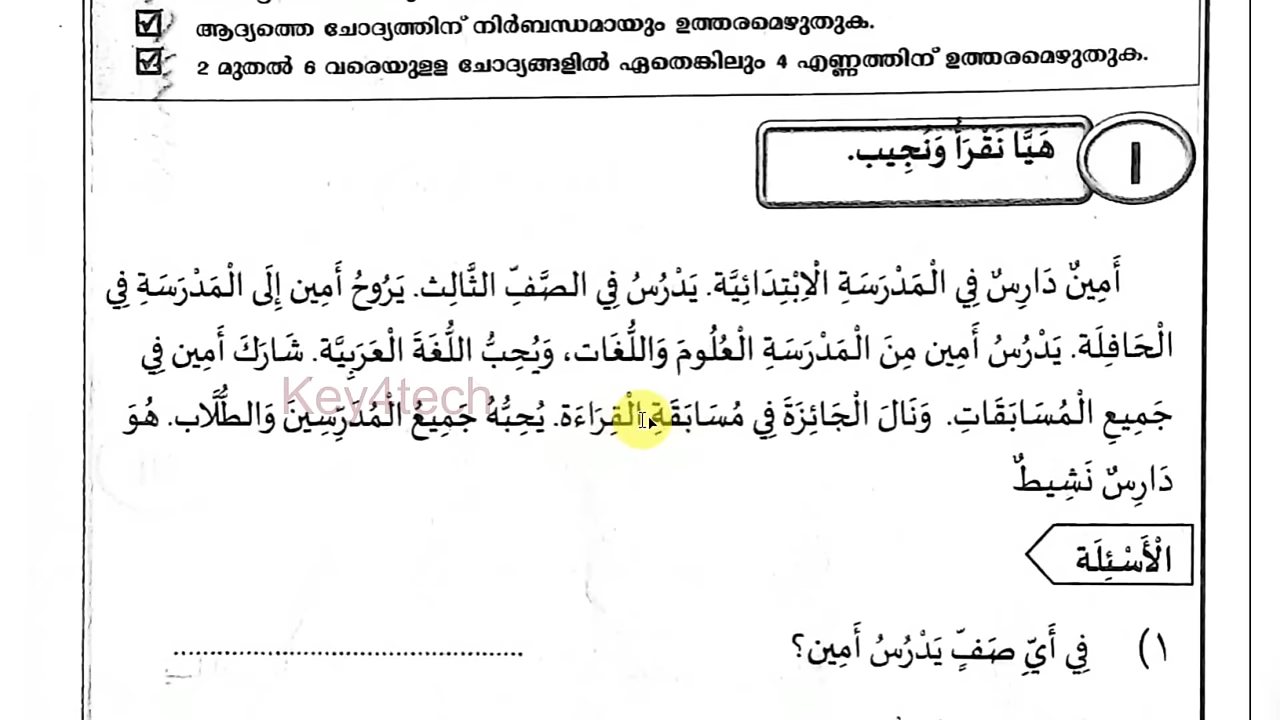 ആദ്യത്തെ ചോദ്യത്തിന് നിർബന്ധമായും ഉത്തരമെഴുതുക.
2 മുതൽ 6 വരെയുളള ചോദ്യങ്ങളിൽ ഏതെങ്കിലും 4 എണ്ണത്തിന് ഉത്തരമെഴുതുക.
١ هَيَّا نَقْرَأُ وَنُجِيب.
أَمِينٌ دَارِسٌ فِي الْمَدْرَسَةِ الْاِبْتِدَائِيَّة. يَدْرُسُ فِي الصَّفِّ الثَّالِث. يَرُوحُ أَمِين إِلَى الْمَدْرَسَةِ فِي
الْحَافِلَة. يَدْرُسُ أَمِين مِنَ الْمَدْرَسَةِ الْعُلُومَ وَاللُّغَات، وَيُحِبُّ اللُّغَةَ الْعَرَبِيَّة. شَارَكَ أَمِين فِي
جَمِيعِ الْمُسَابَقَاتِ. وَنَالَ الْجَائِزَةَ فِي مُسَابَقَةِ الْقِرَاءَة. يُحِبُّهُ جَمِيعُ الْمُدَرِّسِينَ وَالطُّلَّاب. هُوَ
Key4tech
دَارِسٌ نَشِيطٌ
الْأَسْئِلَة
١) فِي أَيِّ صَفٍّ يَدْرُسُ أَمِين؟ ................................................